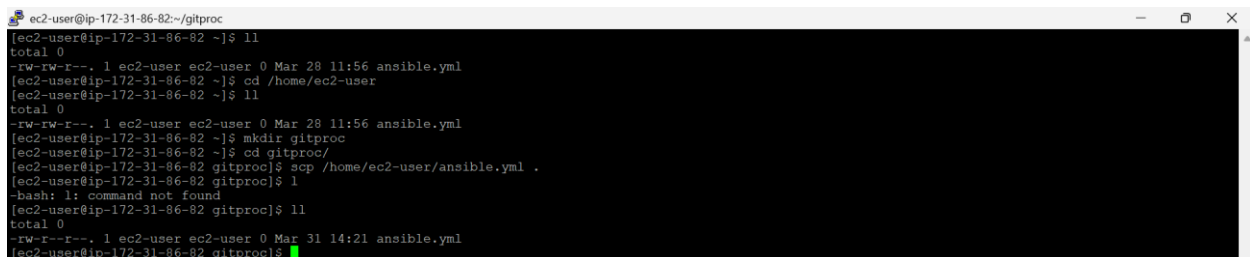 ec2-user@ip-172-31-86-82:~/gitproc
[ec2-user@ip-172-31-86-82 ~]$ ll
total 0
-rw-rw-r--. 1 ec2-user ec2-user 0 Mar 28 11:56 ansible.yml
[ec2-user@ip-172-31-86-82 ~]$ cd /home/ec2-user
[ec2-user@ip-172-31-86-82 ~]$ ll
total 0
-rw-rw-r--. 1 ec2-user ec2-user 0 Mar 28 11:56 ansible.yml
[ec2-user@ip-172-31-86-82 ~]$ mkdir gitproc
[ec2-user@ip-172-31-86-82 ~]$ cd gitproc/
[ec2-user@ip-172-31-86-82 gitproc]$ scp /home/ec2-user/ansible.yml .
[ec2-user@ip-172-31-86-82 gitproc]$ l
-bash: l: command not found
[ec2-user@ip-172-31-86-82 gitproc]$ ll
total 0
-rw-r--r--. 1 ec2-user ec2-user 0 Mar 31 14:21 ansible.yml
[ec2-user@ip-172-31-86-82 gitproc]$